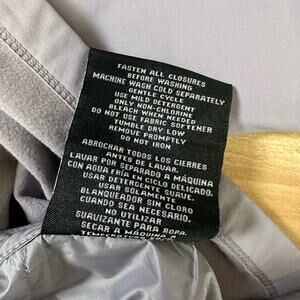 FASTEN ALL CLOSURES
BEFORE WASHING
MACHINE WASH COLD SEPARATELY
GENTLE CYCLE
USE MILD DETERGENT
ONLY NON-CHLORINE
BLEACH WHEN NEEDED
DO NOT USE FABRIC SOFTENER
TUMBLE DRY LOW
REMOVE PROMPTLY
DO NOT IRON
ABROCHAR TODOS LOS CIERRES
ANTES DE LAVAR.
LAVAR POR SEPARADO A MÁQUINA
CON AGUA FRÍA EN CICLO DELICADO.
USAR DETERGENTE SUAVE.
USAR SOLAMENTE
BLANQUEADOR SIN CLORO
CUANDO SEA NECESARIO.
NO UTILIZAR
SUAVIZANTE PARA ROPA.
SECAR A MÁQUINA A
TEMPERATURA